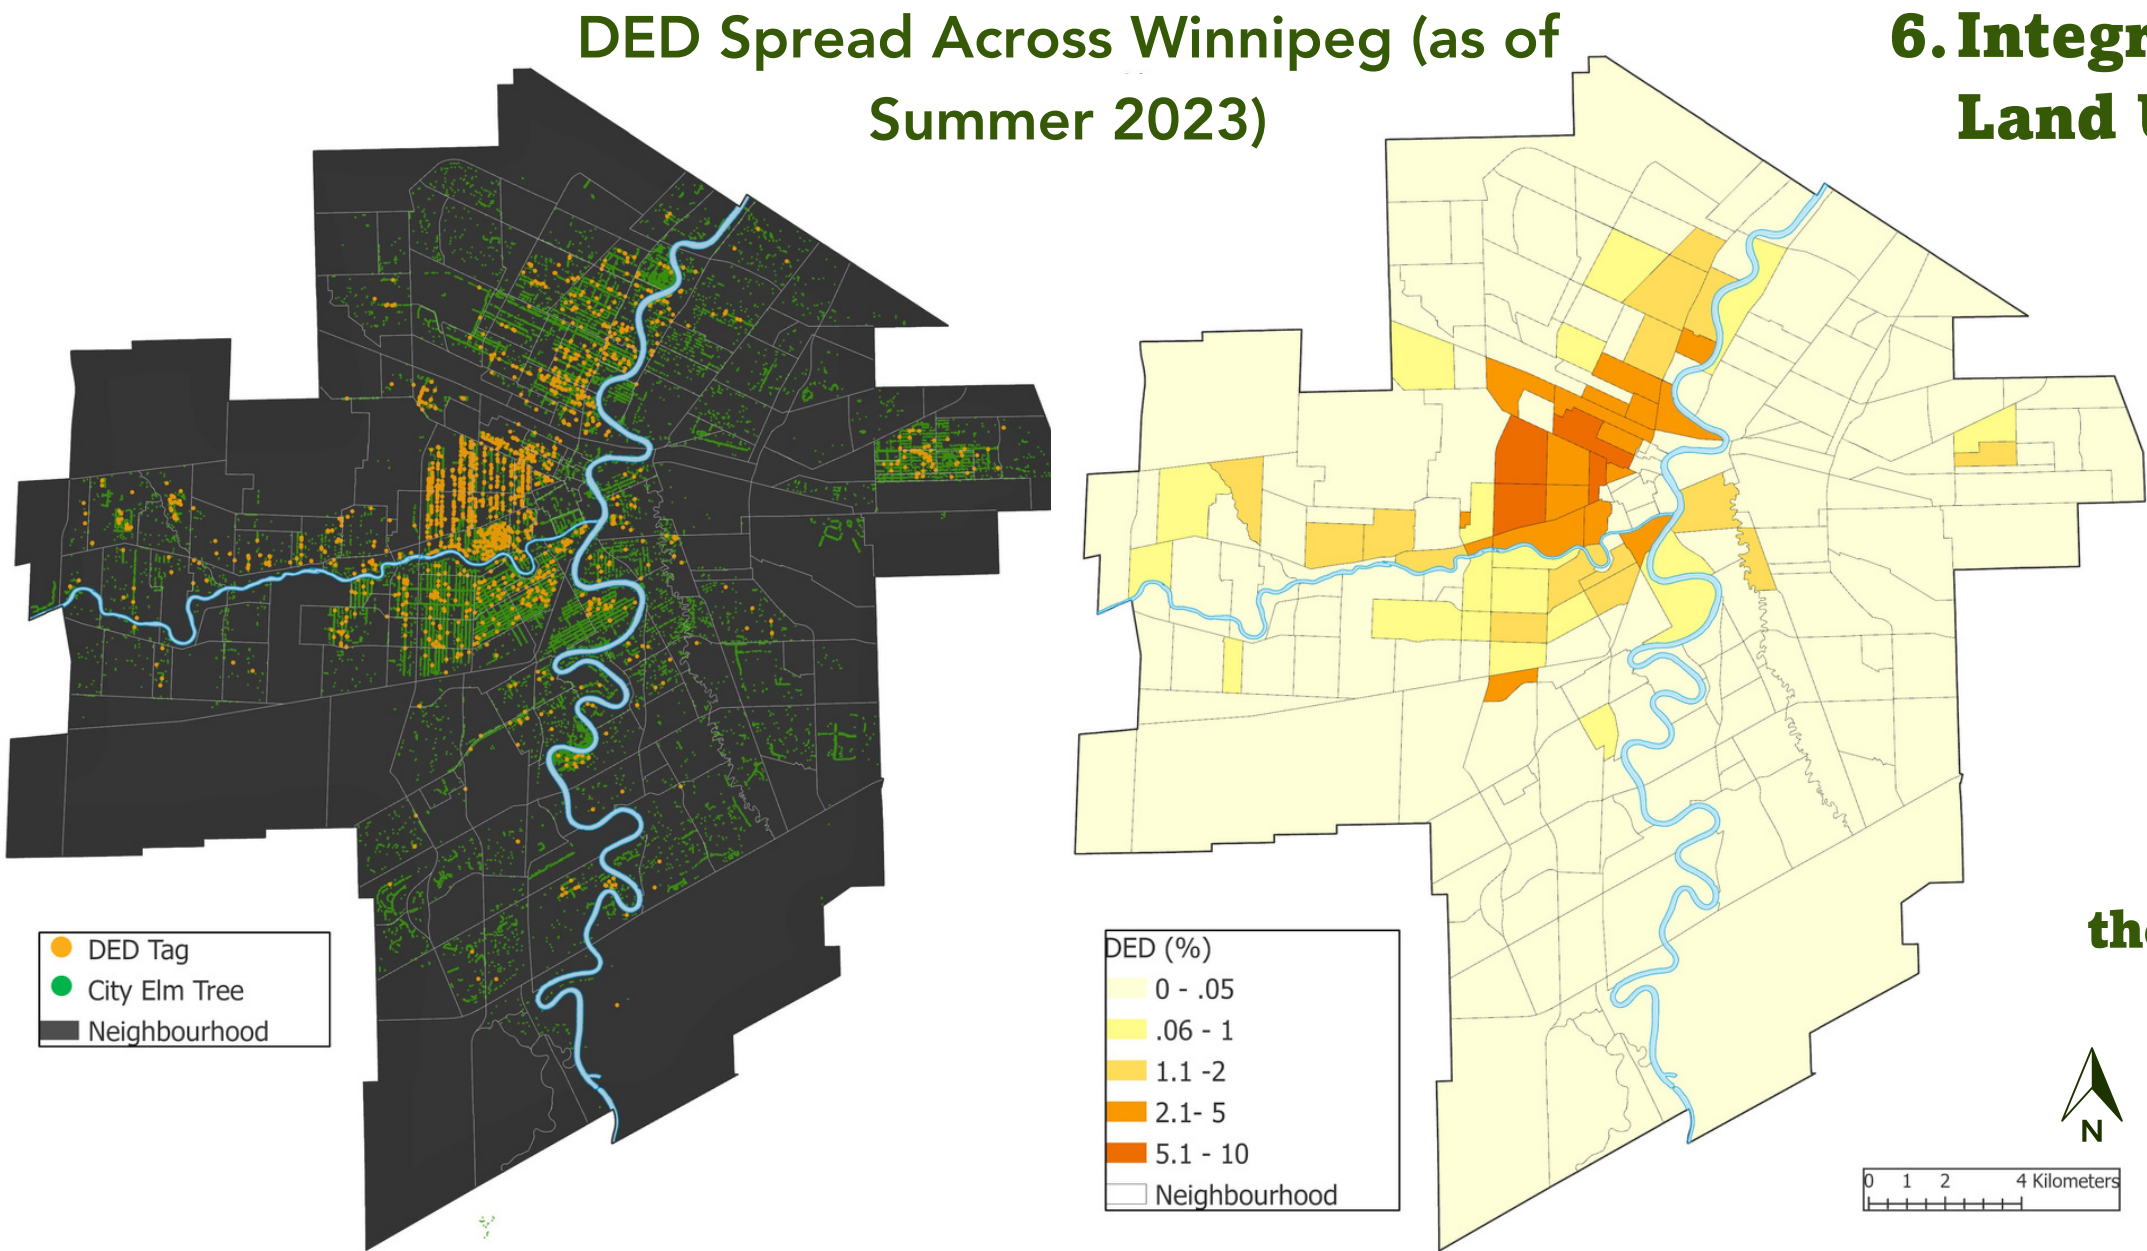 DED Spread Across Winnipeg (as of
Summer 2023)
6. Integr
Land
DED Tag
City Elm Tree
Neighbourhood
DED (%)
0 - .05
.06 - 1
1.1 -2
2.1- 5
5.1 - 10
Neighbourhood
the
N
0 1 2 4 Kilometers